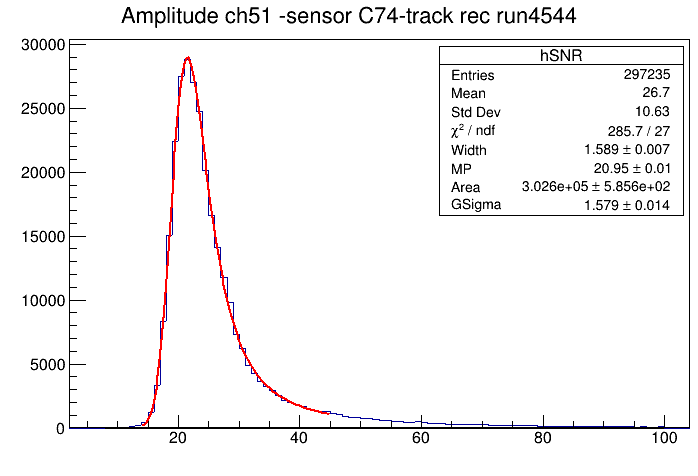 Amplitude ch51 -sensor C74-track rec run4544
hSNR
Entries 297235
Mean 26.7
Std Dev 10.63
χ² / ndf 285.7 / 27
Width 1.589 ± 0.007
MP 20.95 ± 0.01
Area 3.026e+05 ± 5.856e+02
GSigma 1.579 ± 0.014
30000
25000
20000
15000
10000
5000
0
20 40 60 80 100